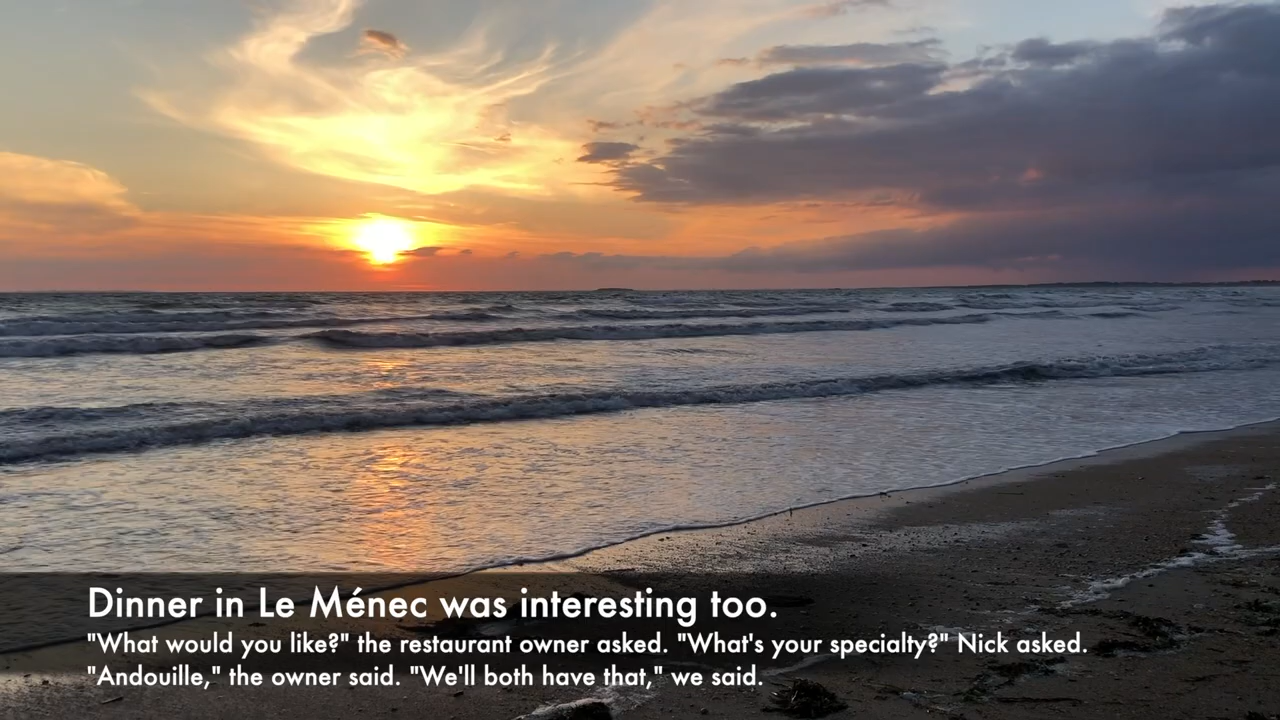 Dinner in Le Ménec was interesting too.
"What would you like?" the restaurant owner asked. "What's your specialty?" Nick asked.
"Andouille," the owner said. "We'll both have that," we said.